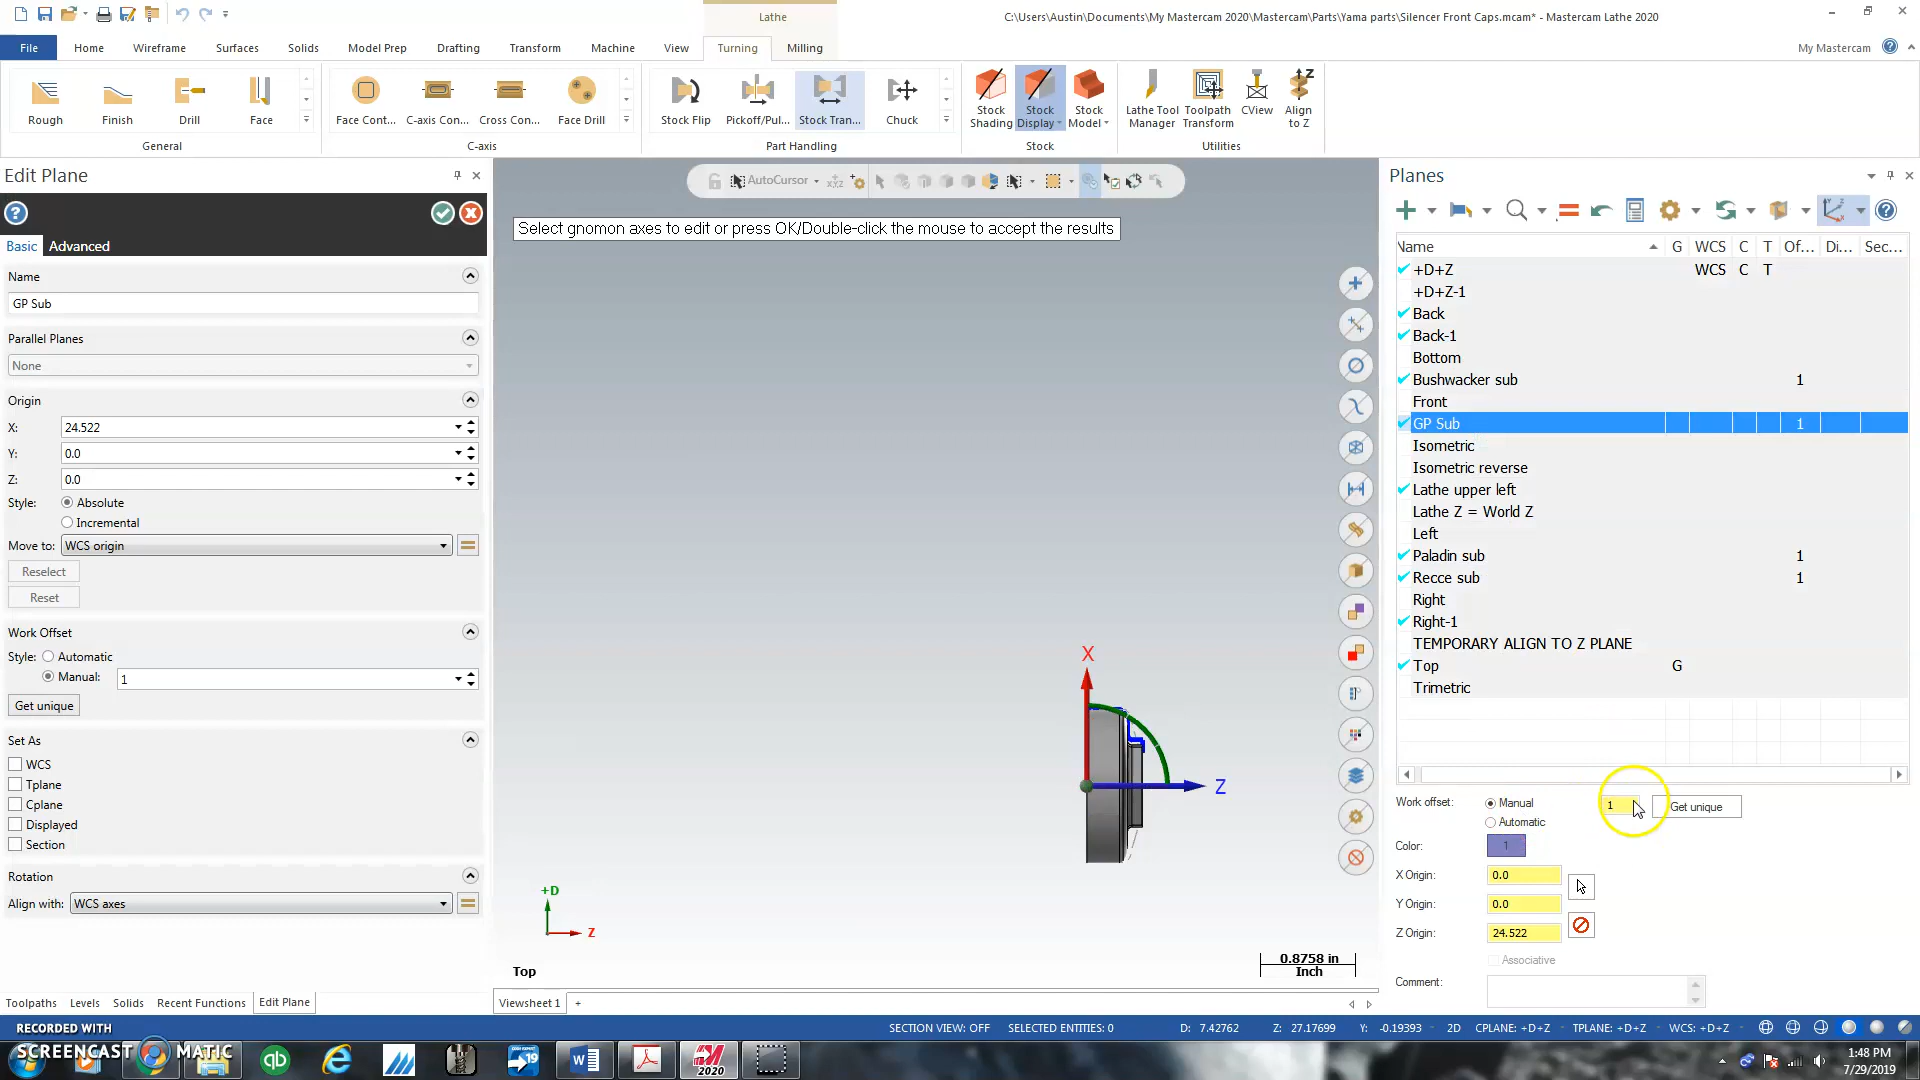 Lathe
C:\Users\Austin\Documents\My Mastercam 2020\Mastercam\Parts\Yama parts\Silencer Front Caps.mcam* - Mastercam Lathe 2020
File Home Wireframe Surfaces Solids Model Prep Drafting Transform Machine View Turning Milling My Mastercam
Rough Finish Drill Face Face Cont... C-axis Con... Cross Con... Face Drill Stock Flip Pickoff/Pul... Stock Tran... Chuck
Stock Shading Stock Display Stock Model Lathe Tool Manager Toolpath Transform CView Align to Z
General C-axis Part Handling Stock Utilities
Edit Plane
Basic Advanced
Name
GP Sub
Parallel Planes
None
Origin
X: 24.522
Y: 0.0
Z: 0.0
Style: Absolute
Incremental
Move to: WCS origin
Reselect
Reset
Work Offset
Style: Automatic
Manual: 1
Get unique
Set As
WCS
Tplane
Cplane
Displayed
Section
Rotation
Align with: WCS axes
Toolpaths Levels Solids Recent Functions Edit Plane
AutoCursor
Select gnomon axes to edit or press OK/Double-click the mouse to accept the results
X
Z
+D
Z
Top
0.8758 in
Inch
Viewsheet 1 +
Planes
Name G WCS C T Of... Di... Sec...
+D+Z WCS C T
+D+Z-1
Back
Back-1
Bottom
Bushwacker sub 1
Front
GP Sub 1
Isometric
Isometric reverse
Lathe upper left
Lathe Z = World Z
Left
Paladin sub 1
Recce sub 1
Right
Right-1
TEMPORARY ALIGN TO Z PLANE
Top G
Trimetric
Work offset: Manual 1 Get unique
Automatic
Color: 1
X Origin: 0.0
Y Origin: 0.0
Z Origin: 24.522
Associative
Comment:
SECTION VIEW: OFF SELECTED ENTITIES: 0 D: 7.42762 Z: 27.17699 Y: -0.19393 2D CPLANE: +D+Z TPLANE: +D+Z WCS: +D+Z
RECORDED WITH
SCREENCAST MATIC
qb
19
W
2020
1:48 PM
7/29/2019